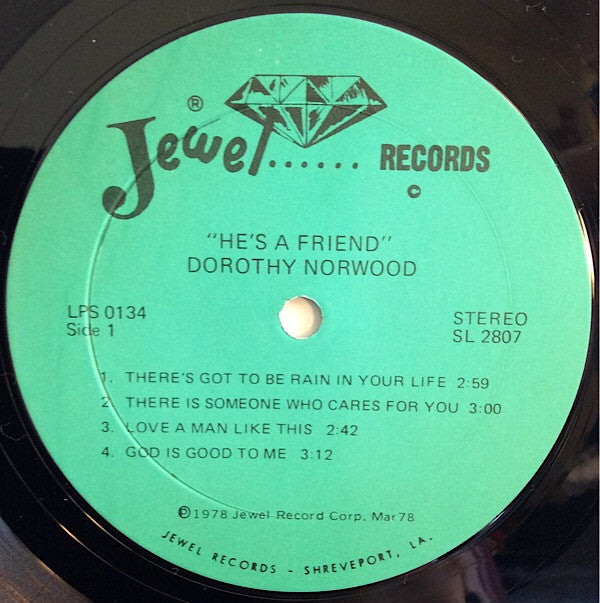 ® Jewel...... RECORDS
©
"HE'S A FRIEND"
DOROTHY NORWOOD
LPS 0134
Side 1
STEREO
SL 2807
1. THERE'S GOT TO BE RAIN IN YOUR LIFE 2:59
2. THERE IS SOMEONE WHO CARES FOR YOU 3:00
3. LOVE A MAN LIKE THIS 2:42
4. GOD IS GOOD TO ME 3:12
℗1978 Jewel Record Corp. Mar78
JEWEL RECORDS - SHREVEPORT, LA.